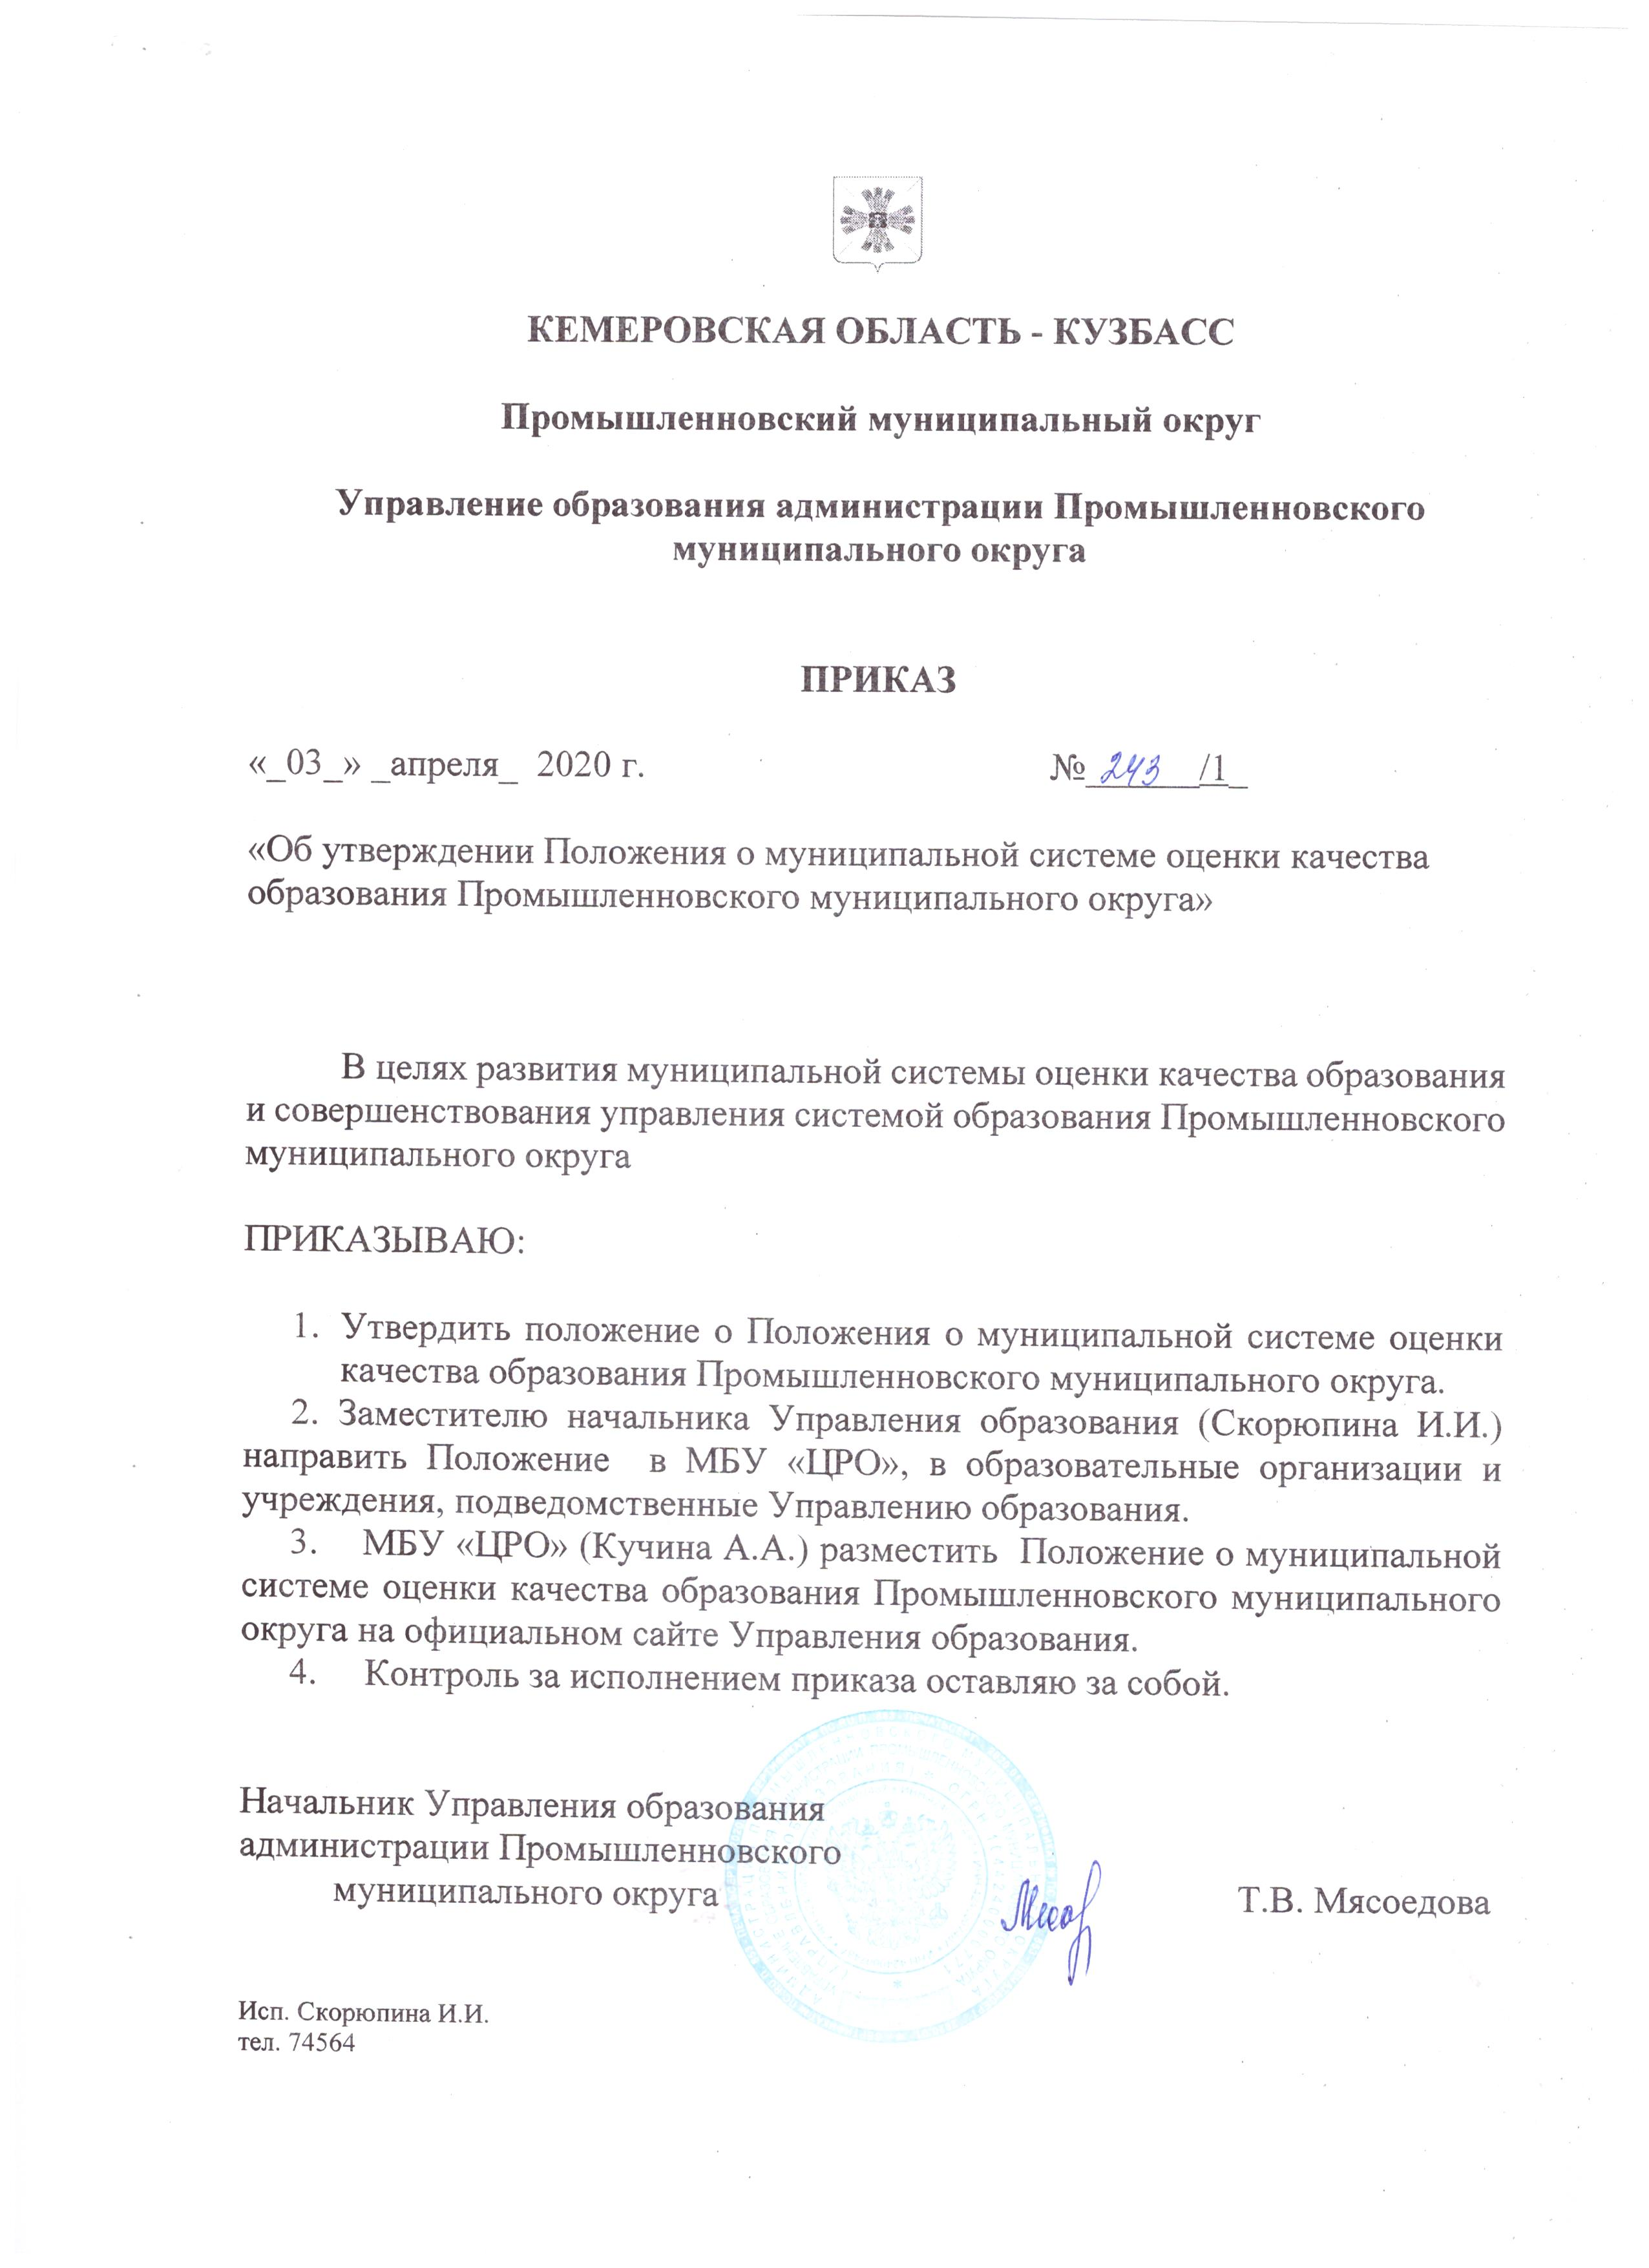 КЕМЕРОВСКАЯ ОБЛАСТЬ - КУЗБАСС
Промышленновский муниципальный округ
Управление образования администрации Промышленновского
муниципального округа
ПРИКАЗ
«_03_» _апреля_ 2020 г. № 243 /1_
«Об утверждении Положения о муниципальной системе оценки качества
образования Промышленновского муниципального округа»
В целях развития муниципальной системы оценки качества образования
и совершенствования управления системой образования Промышленновского
муниципального округа
ПРИКАЗЫВАЮ:
1. Утвердить положение о Положения о муниципальной системе оценки
качества образования Промышленновского муниципального округа.
2. Заместителю начальника Управления образования (Скорюпина И.И.)
направить Положение в МБУ «ЦРО», в образовательные организации и
учреждения, подведомственные Управлению образования.
3. МБУ «ЦРО» (Кучина А.А.) разместить Положение о муниципальной
системе оценки качества образования Промышленновского муниципального
округа на официальном сайте Управления образования.
4. Контроль за исполнением приказа оставляю за собой.
Начальник Управления образования
администрации Промышленновского
муниципального округа Т.В. Мясоедова
Исп. Скорюпина И.И.
тел. 74564